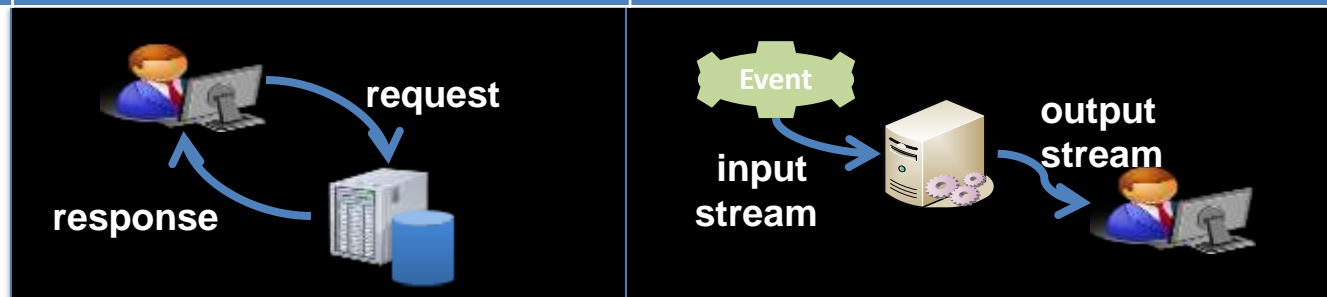 request
response
Event
input
stream
output
stream